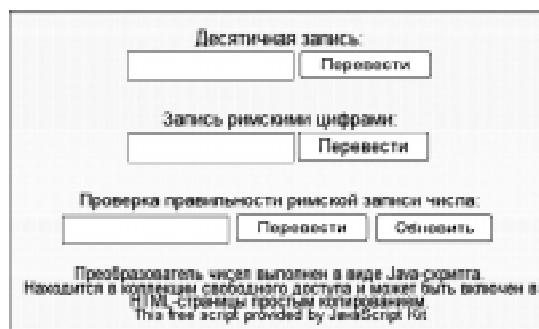 Десятичная запись:
Перевести
Запись римскими цифрами:
Перевести
Проверка правильности римской записи числа:
Перевести Обновить
Преобразователь чисел выполнен в виде Java-скрипта.
Находится в коллекции свободного доступа и может быть включен в
HTML-страницы простым копированием.
This free script provided by JavaScript Kit